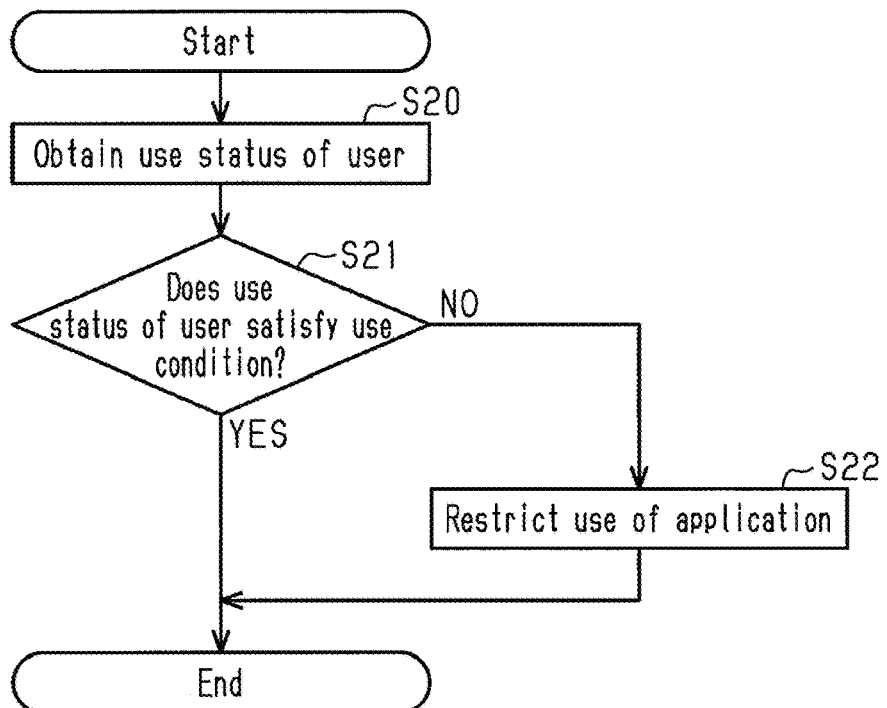 Start
S20
Obtain use status of user
S21
Does use
status of user satisfy use
condition?
NO
YES
S22
Restrict use of application
End